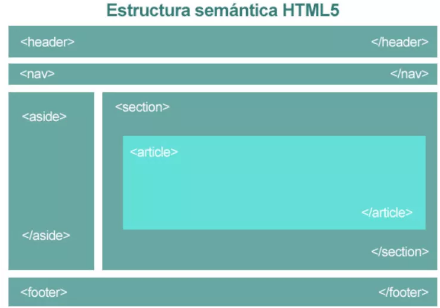 Estructura semántica HTML5
<header> </header>
<nav> </nav>
<aside>
</aside>
<section>
<article>
</article>
</section>
<footer> </footer>